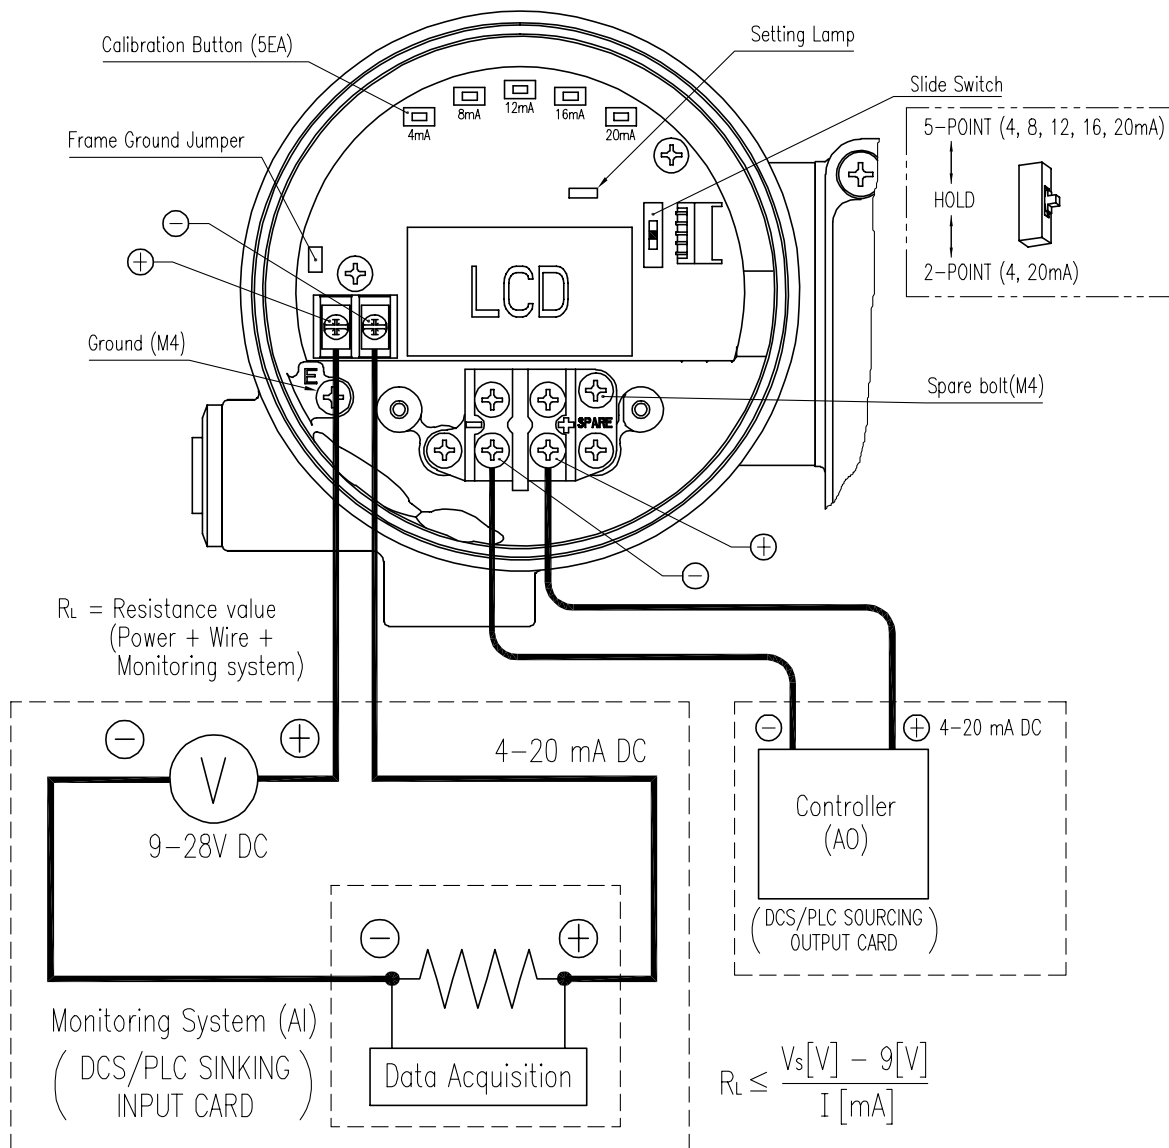 Calibration Button (5EA)
Setting Lamp
Slide Switch
4mA
8mA
12mA
16mA
20mA
5-POINT (4, 8, 12, 16, 20mA)
HOLD
2-POINT (4, 20mA)
Frame Ground Jumper
−
+
LCD
Ground (M4)
E
Spare bolt(M4)
− +
SPARE
+
−
RL = Resistance value
(Power + Wire +
Monitoring system)
− +
V
9-28V DC
4-20 mA DC
− + 4-20 mA DC
Controller
(AO)
(DCS/PLC SOURCING
OUTPUT CARD)
− +
Monitoring System (AI)
(DCS/PLC SINKING
INPUT CARD)
Data Acquisition
RL ≤ Vs[V] - 9[V]
I [mA]